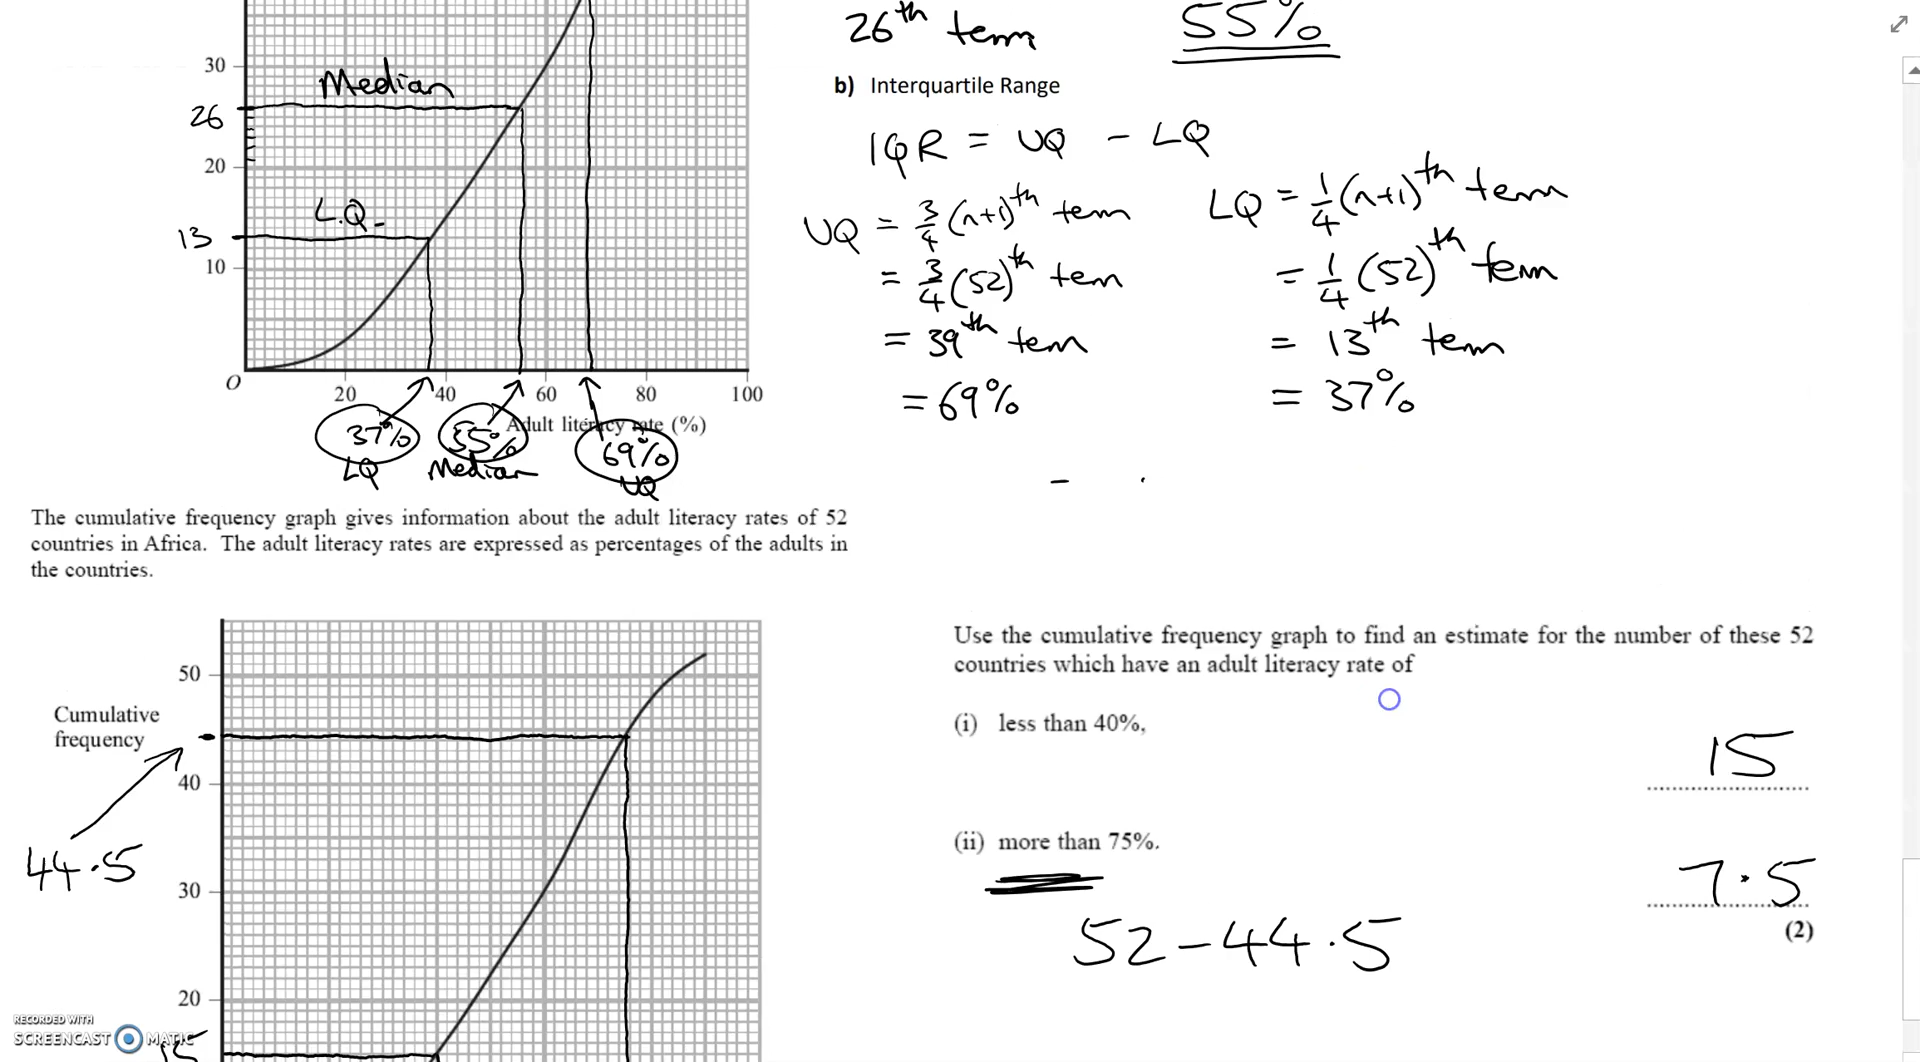 26th term
55%
30
Median
26
20
L.Q.
13
10
O
20 40 60 80 100
Adult literacy rate (%)
37% 55% 69%
LQ Median UQ
b) Interquartile Range
IQR = UQ - LQ
UQ = 3/4 (n+1)th term
= 3/4 (52)th tem
= 39th tem
= 69%
LQ = 1/4 (n+1)th term
= 1/4 (52)th term
= 13th term
= 37%
The cumulative frequency graph gives information about the adult literacy rates of 52
countries in Africa. The adult literacy rates are expressed as percentages of the adults in
the countries.
50
Cumulative
frequency
40
44.5
30
20
15
Use the cumulative frequency graph to find an estimate for the number of these 52
countries which have an adult literacy rate of
(i) less than 40%,
15
(ii) more than 75%.
7.5
(2)
52-44.5
RECORDED WITH
SCREENCAST MATIC